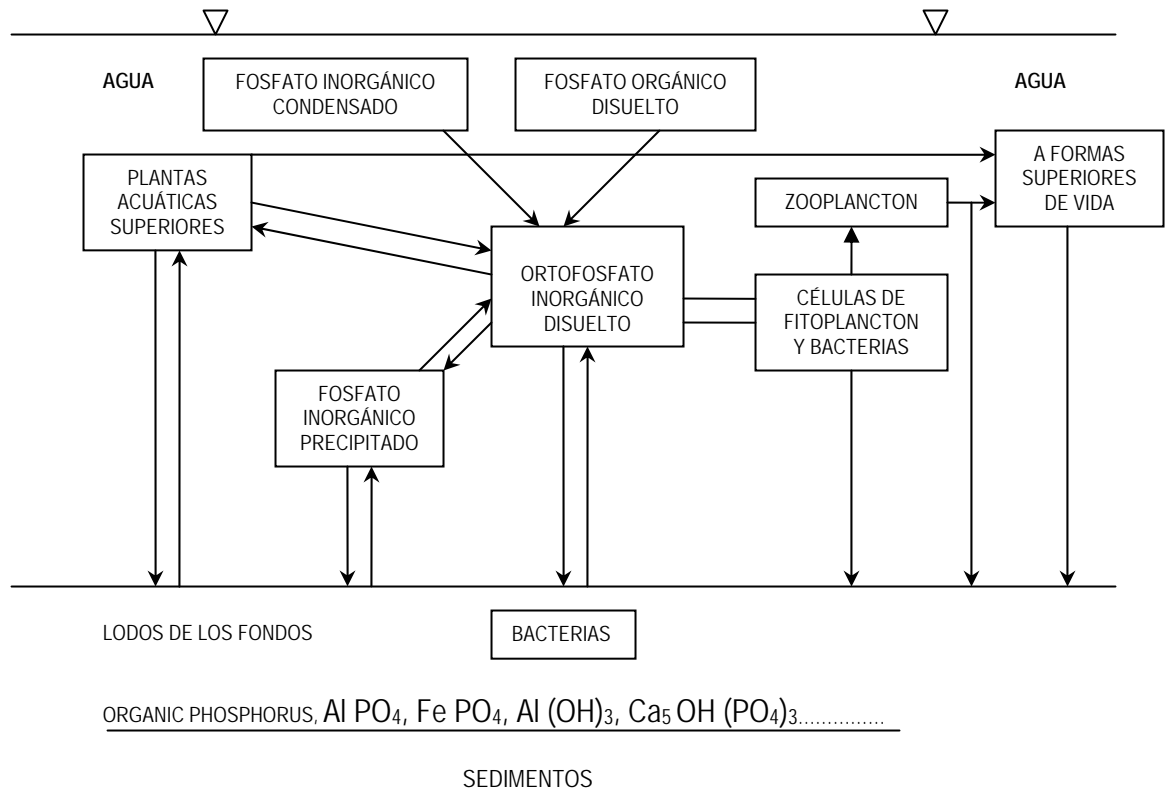 AGUA
FOSFATO INORGÁNICO
CONDENSADO
FOSFATO ORGÁNICO
DISUELTO
AGUA
PLANTAS
ACUÁTICAS
SUPERIORES
ZOOPLANCTON
A FORMAS
SUPERIORES
DE VIDA
ORTOFOSFATO
INORGÁNICO
DISUELTO
CÉLULAS DE
FITOPLANCTON
Y BACTERIAS
FOSFATO
INORGÁNICO
PRECIPITADO
LODOS DE LOS FONDOS
BACTERIAS
ORGANIC PHOSPHORUS, Al PO₄, Fe PO₄, Al (OH)₃, Ca₅ OH (PO₄)₃...............
SEDIMENTOS